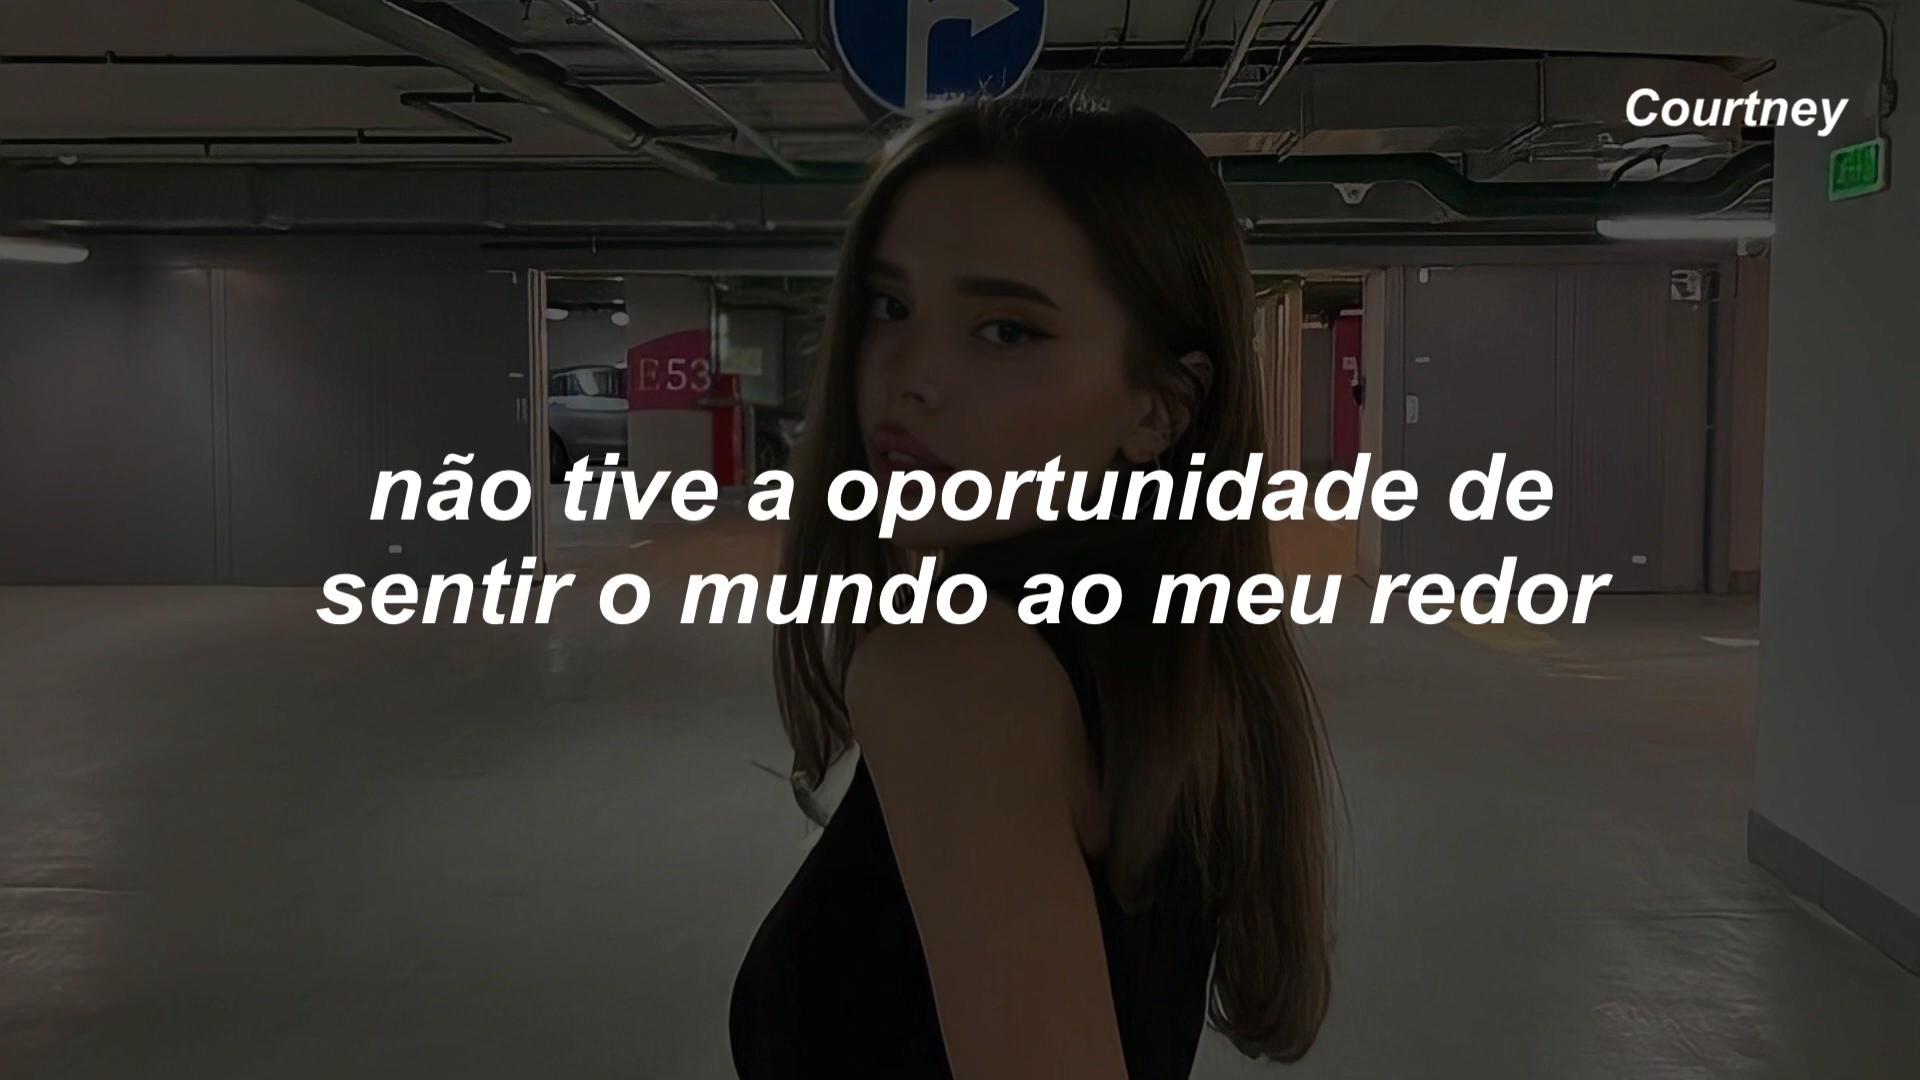 Courtney
E53
não tive a oportunidade de
sentir o mundo ao meu redor